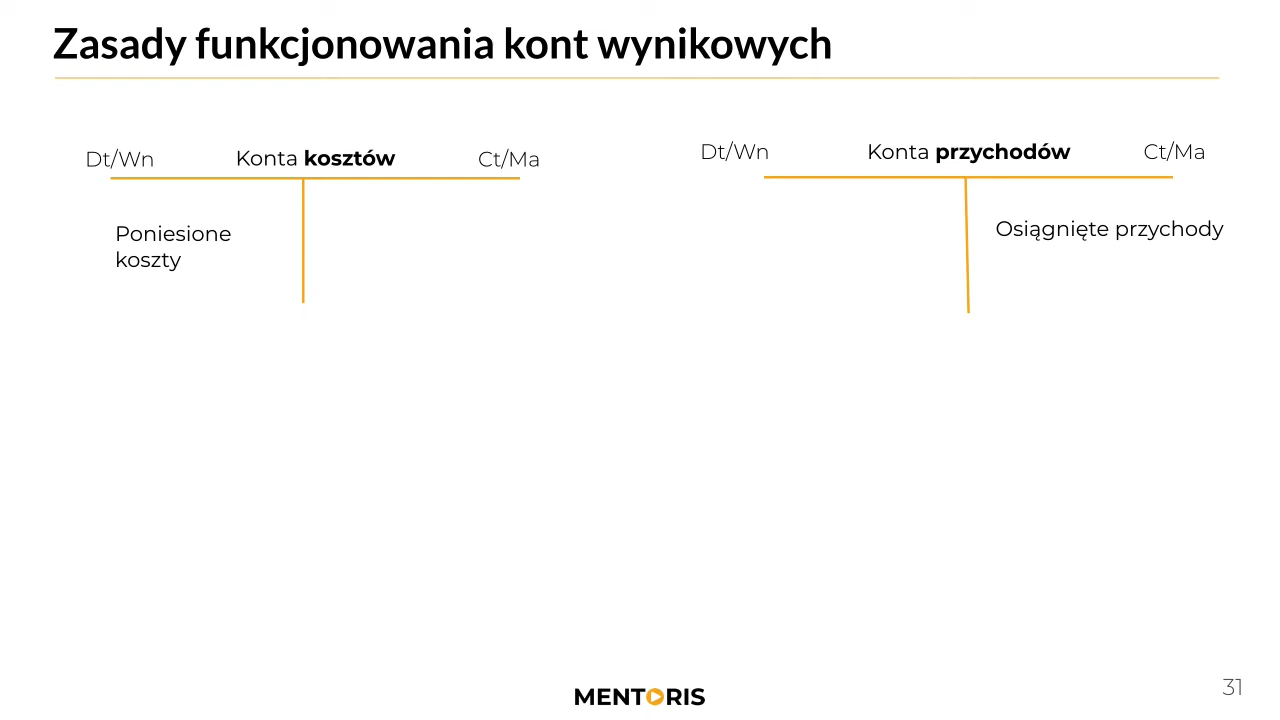 Zasady funkcjonowania kont wynikowych
Dt/Wn Konta kosztów Ct/Ma
Poniesione
koszty
Dt/Wn Konta przychodów Ct/Ma
Osiągnięte przychody
MENTORIS
31